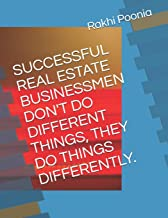 Rakhi Poonia
SUCCESSFUL
REAL ESTATE
BUSINESSMEN
DON'T DO
DIFFERENT
THINGS, THEY
DO THINGS
DIFFERENTLY.